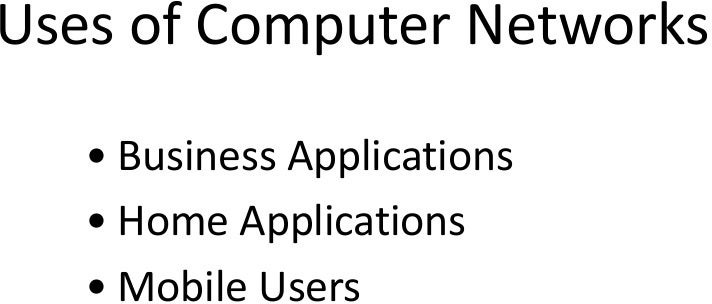 Uses of Computer Networks
• Business Applications
• Home Applications
• Mobile Users